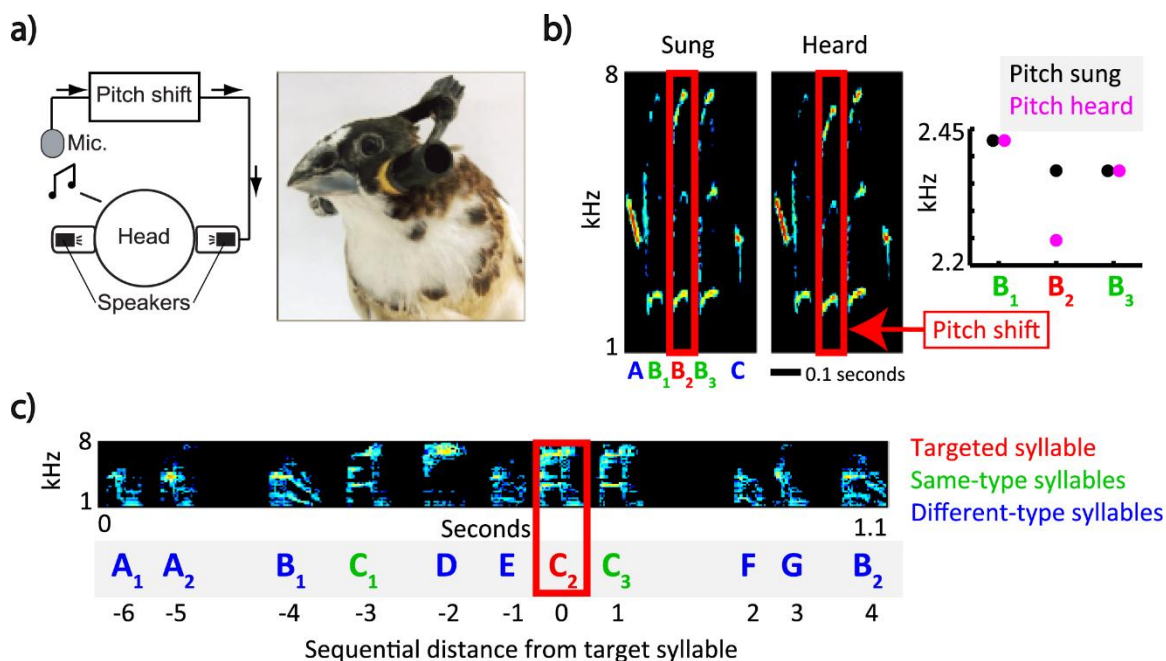 a)
Pitch shift
Mic.
Head
Speakers
b)
Sung Heard
8
kHz
1
A B₁ B₂ B₃ C
0.1 seconds
Pitch shift
Pitch sung
Pitch heard
2.45
kHz
2.2
B₁ B₂ B₃
c)
8
kHz
1
0 Seconds 1.1
Targeted syllable
Same-type syllables
Different-type syllables
A₁ A₂ B₁ C₁ D E C₂ C₃ F G B₂
-6 -5 -4 -3 -2 -1 0 1 2 3 4
Sequential distance from target syllable